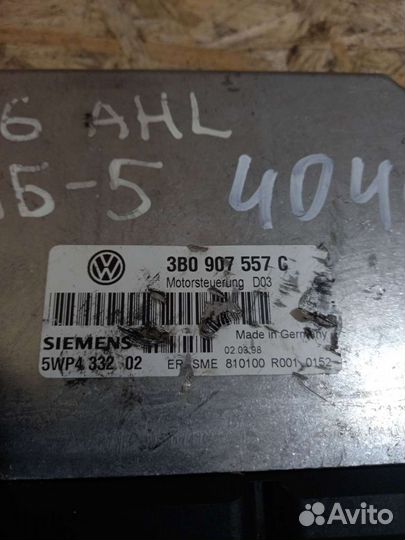 6 AHL
Б-5 404
3B0 907 557 C
Motorsteuerung D03
SIEMENS
Made in Germany
02.03.98
5WP4 332 02
SME 810100 R001 0152
Avito